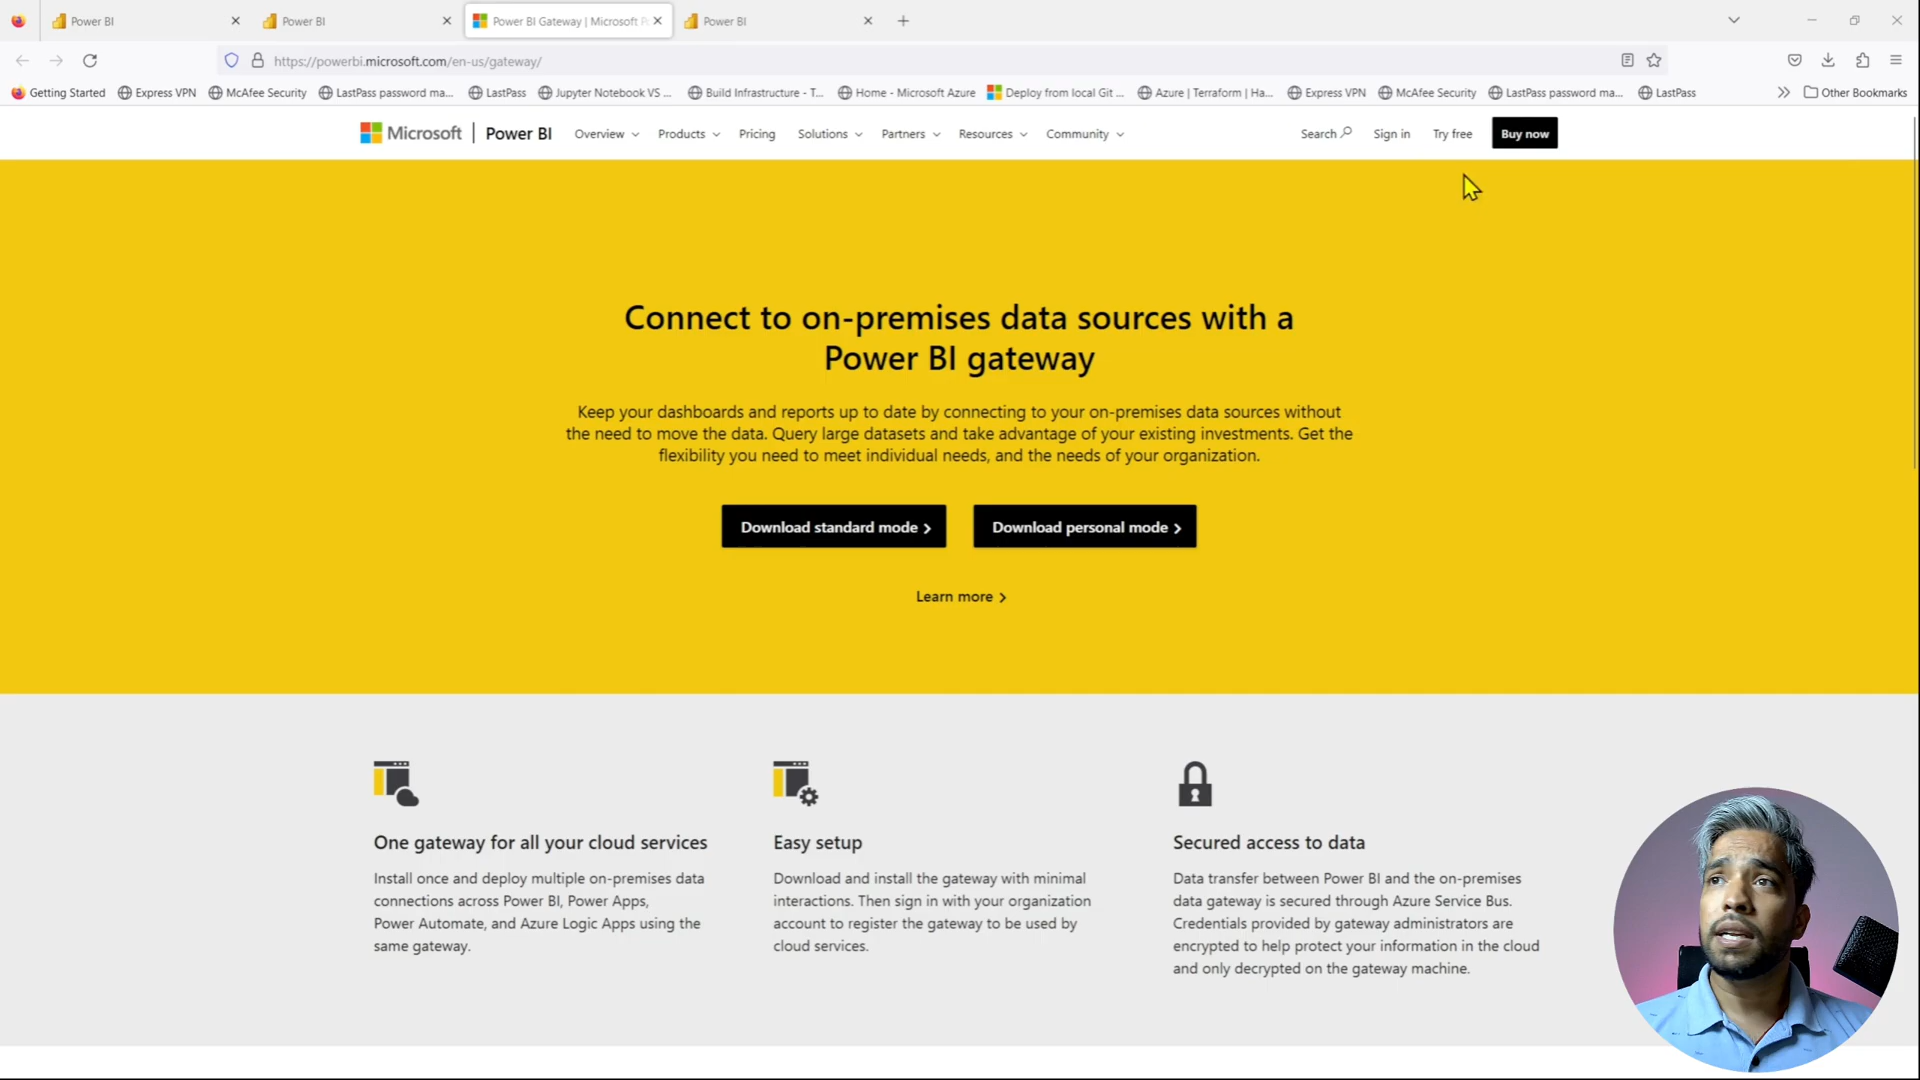 Power BI
Power BI
Power BI Gateway | Microsoft P
Power BI
https://powerbi.microsoft.com/en-us/gateway/
Getting Started
Express VPN
McAfee Security
LastPass password ma...
LastPass
Jupyter Notebook VS ...
Build Infrastructure - T...
Home - Microsoft Azure
Deploy from local Git ...
Azure | Terraform | Ha...
Express VPN
McAfee Security
LastPass password ma...
LastPass
Other Bookmarks
Microsoft | Power BI
Overview
Products
Pricing
Solutions
Partners
Resources
Community
Search
Sign in
Try free
Buy now
Connect to on-premises data sources with a
Power BI gateway
Keep your dashboards and reports up to date by connecting to your on-premises data sources without
the need to move the data. Query large datasets and take advantage of your existing investments. Get the
flexibility you need to meet individual needs, and the needs of your organization.
Download standard mode >
Download personal mode >
Learn more >
One gateway for all your cloud services
Install once and deploy multiple on-premises data
connections across Power BI, Power Apps,
Power Automate, and Azure Logic Apps using the
same gateway.
Easy setup
Download and install the gateway with minimal
interactions. Then sign in with your organization
account to register the gateway to be used by
cloud services.
Secured access to data
Data transfer between Power BI and the on-premises
data gateway is secured through Azure Service Bus.
Credentials provided by gateway administrators are
encrypted to help protect your information in the cloud
and only decrypted on the gateway machine.